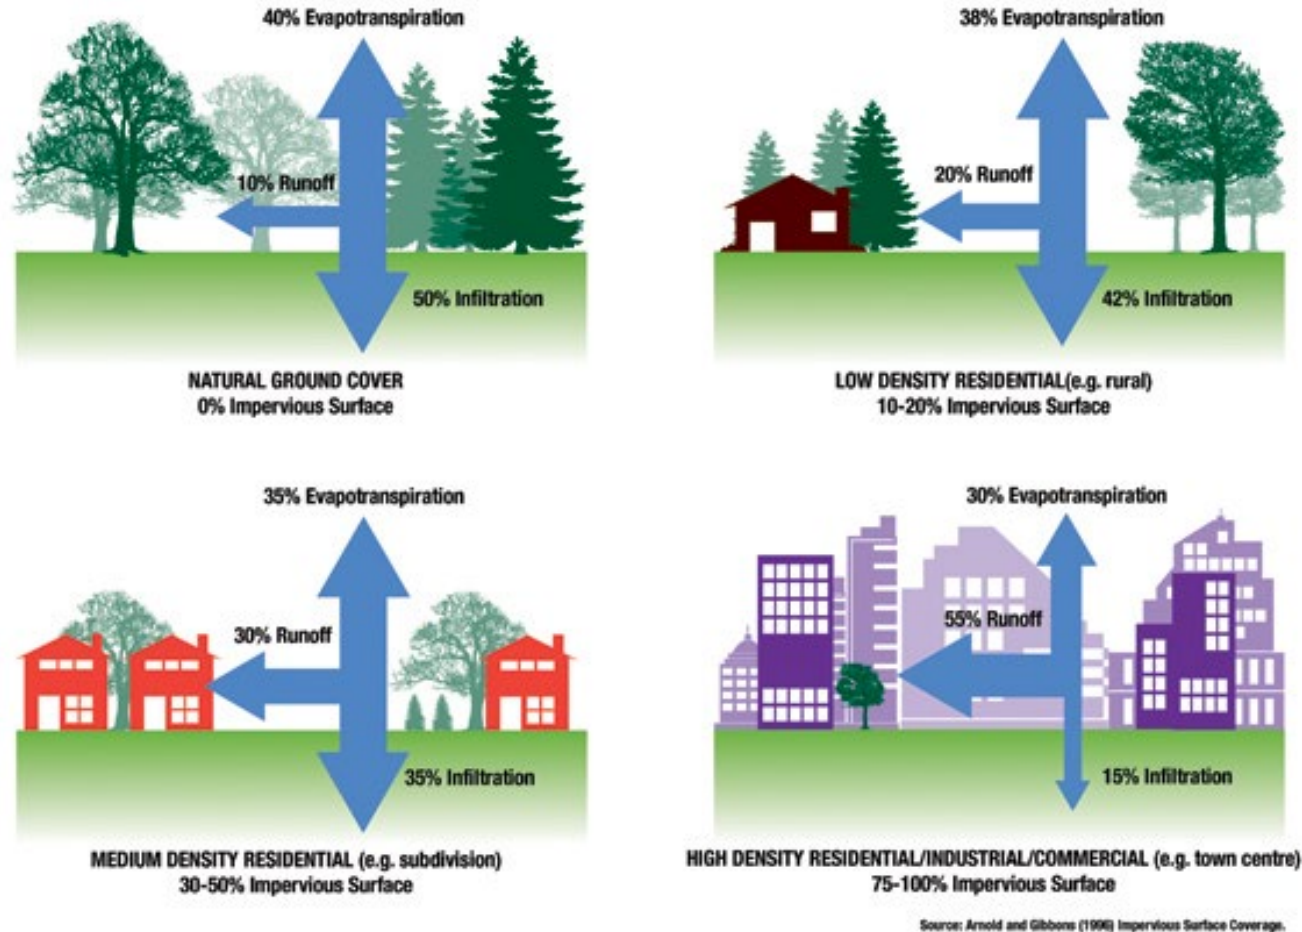 40% Evapotranspiration
10% Runoff
50% Infiltration
NATURAL GROUND COVER
0% Impervious Surface
38% Evapotranspiration
20% Runoff
42% Infiltration
LOW DENSITY RESIDENTIAL(e.g. rural)
10-20% Impervious Surface
35% Evapotranspiration
30% Runoff
35% Infiltration
MEDIUM DENSITY RESIDENTIAL (e.g. subdivision)
30-50% Impervious Surface
30% Evapotranspiration
55% Runoff
15% Infiltration
HIGH DENSITY RESIDENTIAL/INDUSTRIAL/COMMERCIAL (e.g. town centre)
75-100% Impervious Surface
Source: Arnold and Gibbons (1996) Impervious Surface Coverage.